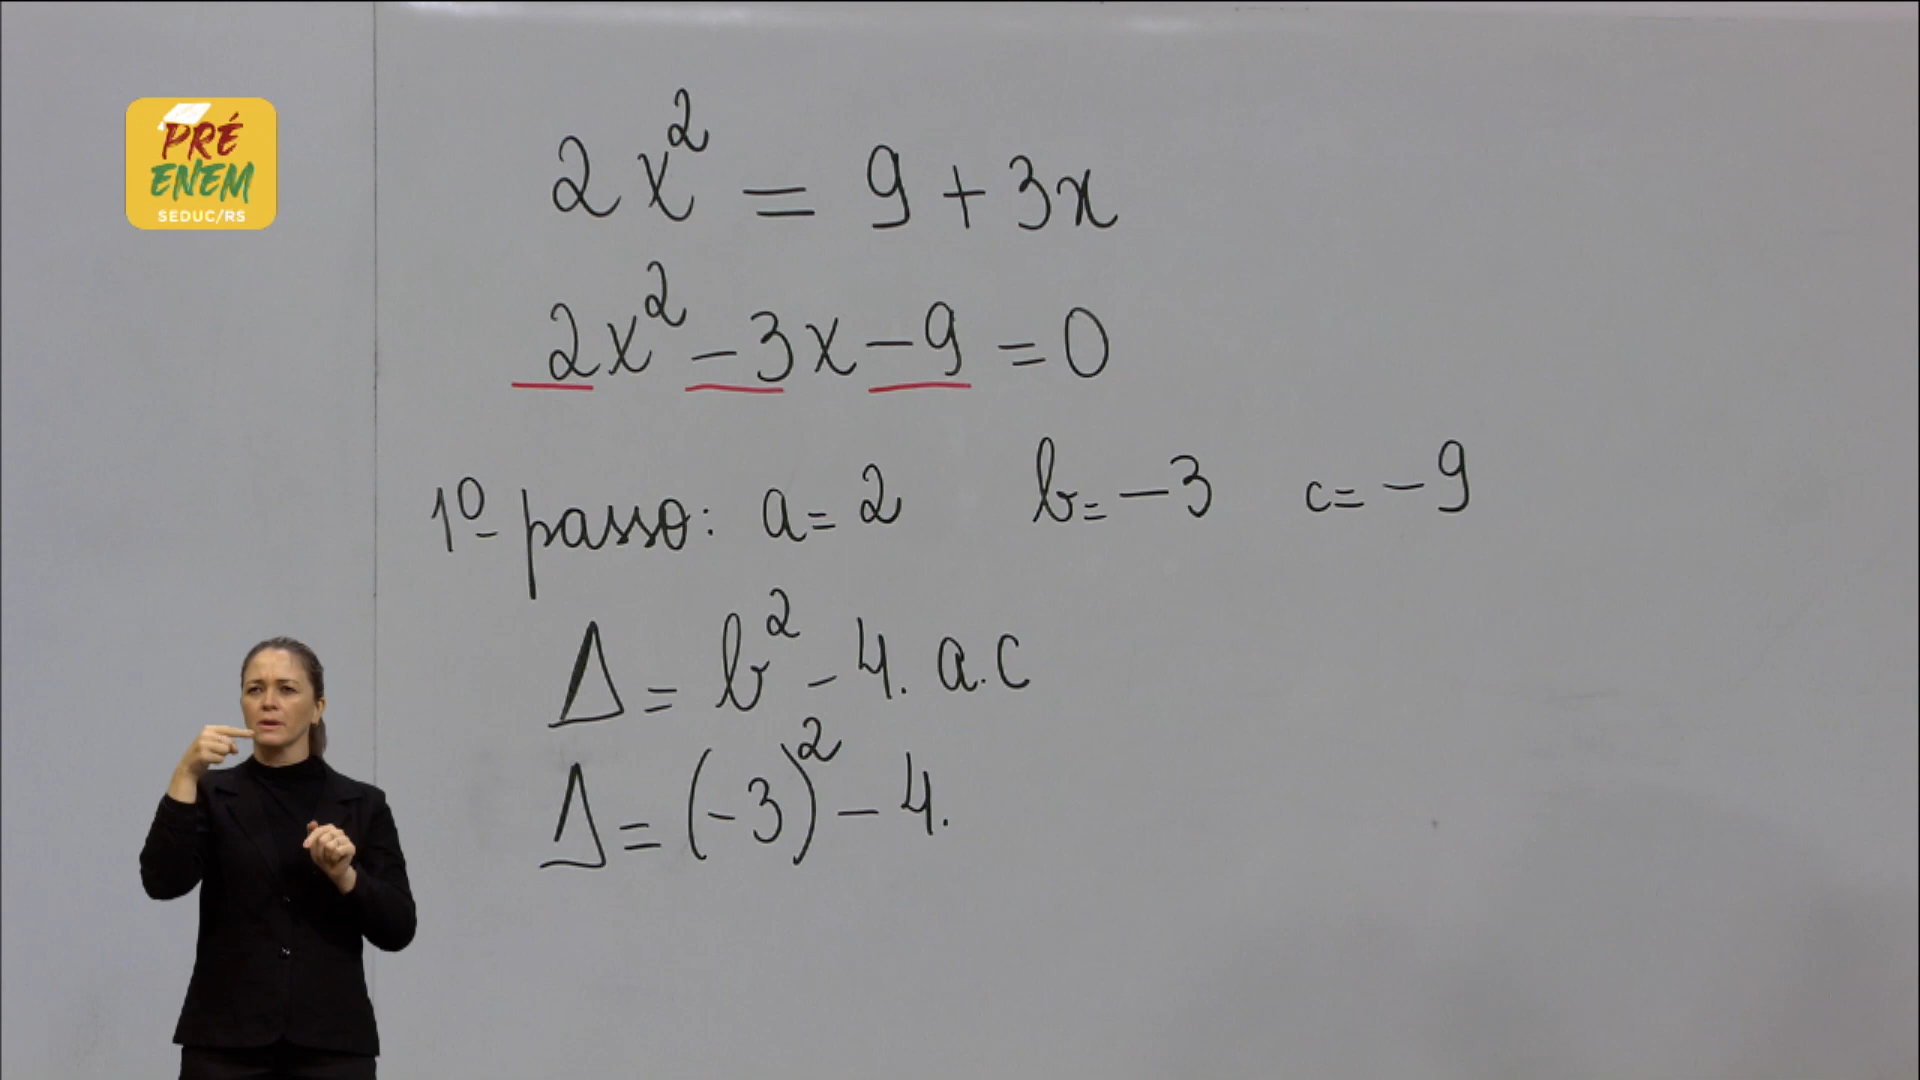 PRÉ
ENEM
SEDUC/RS
2x² = 9 + 3x
2x² - 3x - 9 = 0
1º passo: a = 2 b = -3 c = -9
Δ = b² - 4. a.c
Δ = (-3)² - 4.